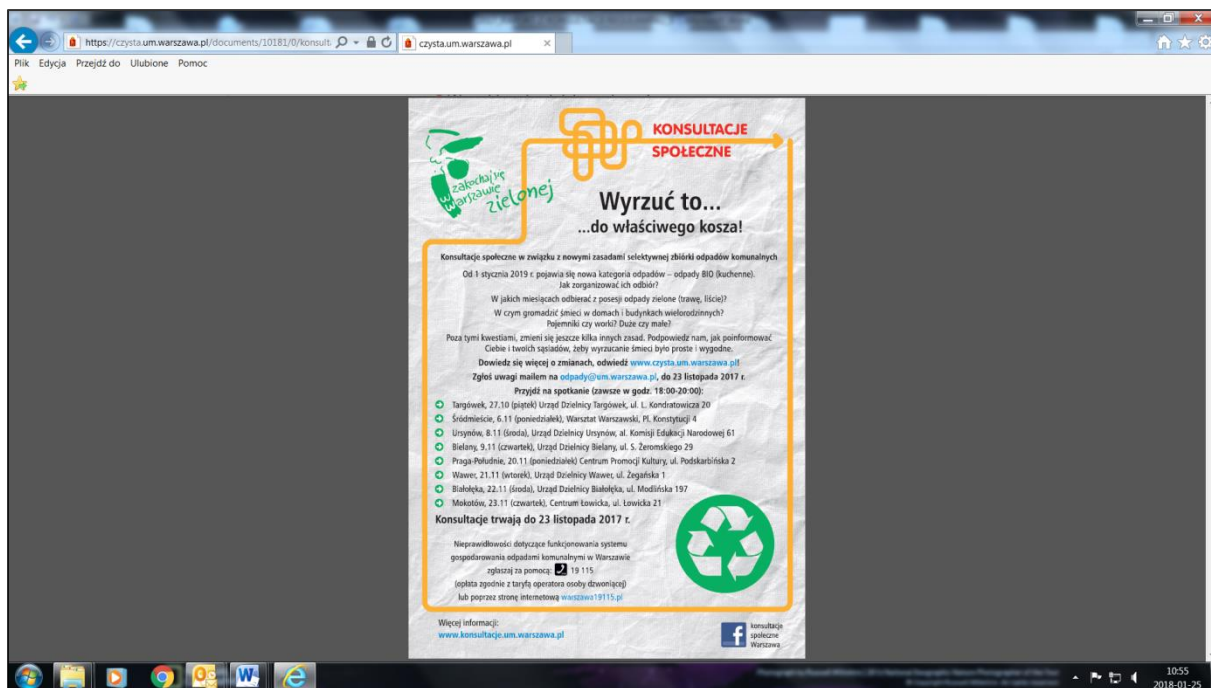 https://czysta.um.warszawa.pl/documents/10181/0/konsult
czysta.um.warszawa.pl
Plik Edycja Przejdź do Ulubione Pomoc
zakochaj się
w warszawie
zielonej
KONSULTACJE
SPOŁECZNE
Wyrzuć to...
...do właściwego kosza!
Konsultacje społeczne w związku z nowymi zasadami selektywnej zbiórki odpadów komunalnych
Od 1 stycznia 2019 r. pojawia się nowa kategoria odpadów – odpady BIO (kuchenne).
Jak zorganizować ich odbiór?
W jakich miesiącach odbierać z posesji odpady zielone (trawę, liście)?
W czym gromadzić śmieci w domach i budynkach wielorodzinnych?
Pojemniki czy worki? Duże czy małe?
Poza tymi kwestiami, zmieni się jeszcze kilka innych zasad. Podpowiedz nam, jak poinformować
Ciebie i twoich sąsiadów, żeby wyrzucanie śmieci było proste i wygodne.
Dowiedz się więcej o zmianach, odwiedź www.czysta.um.warszawa.pl!
Zgłoś uwagi mailem na odpady@um.warszawa.pl, do 23 listopada 2017 r.
Przyjdź na spotkanie (zawsze w godz. 18:00-20:00):
Targówek, 27.10 (piątek) Urząd Dzielnicy Targówek, ul. L. Kondratowicza 20
Śródmieście, 6.11 (poniedziałek), Warsztat Warszawski, Pl. Konstytucji 4
Ursynów, 8.11 (środa), Urząd Dzielnicy Ursynów, al. Komisji Edukacji Narodowej 61
Bielany, 9.11 (czwartek), Urząd Dzielnicy Bielany, ul. S. Żeromskiego 29
Praga-Południe, 20.11 (poniedziałek) Centrum Promocji Kultury, ul. Podskarbińska 2
Wawer, 21.11 (wtorek), Urząd Dzielnicy Wawer, ul. Żegańska 1
Białołęka, 22.11 (środa), Urząd Dzielnicy Białołęka, ul. Modlińska 197
Mokotów, 23.11 (czwartek), Centrum Łowicka, ul. Łowicka 21
Konsultacje trwają do 23 listopada 2017 r.
Nieprawidłowości dotyczące funkcjonowania systemu
gospodarowania odpadami komunalnymi w Warszawie
zgłaszaj za pomocą: 19 115
(opłata zgodnie z taryfą operatora osoby dzwoniącej)
lub poprzez stronę internetową warszawa19115.pl
Więcej informacji:
www.konsultacje.um.warszawa.pl
konsultacje
społeczne
Warszawa
10:55
2018-01-25